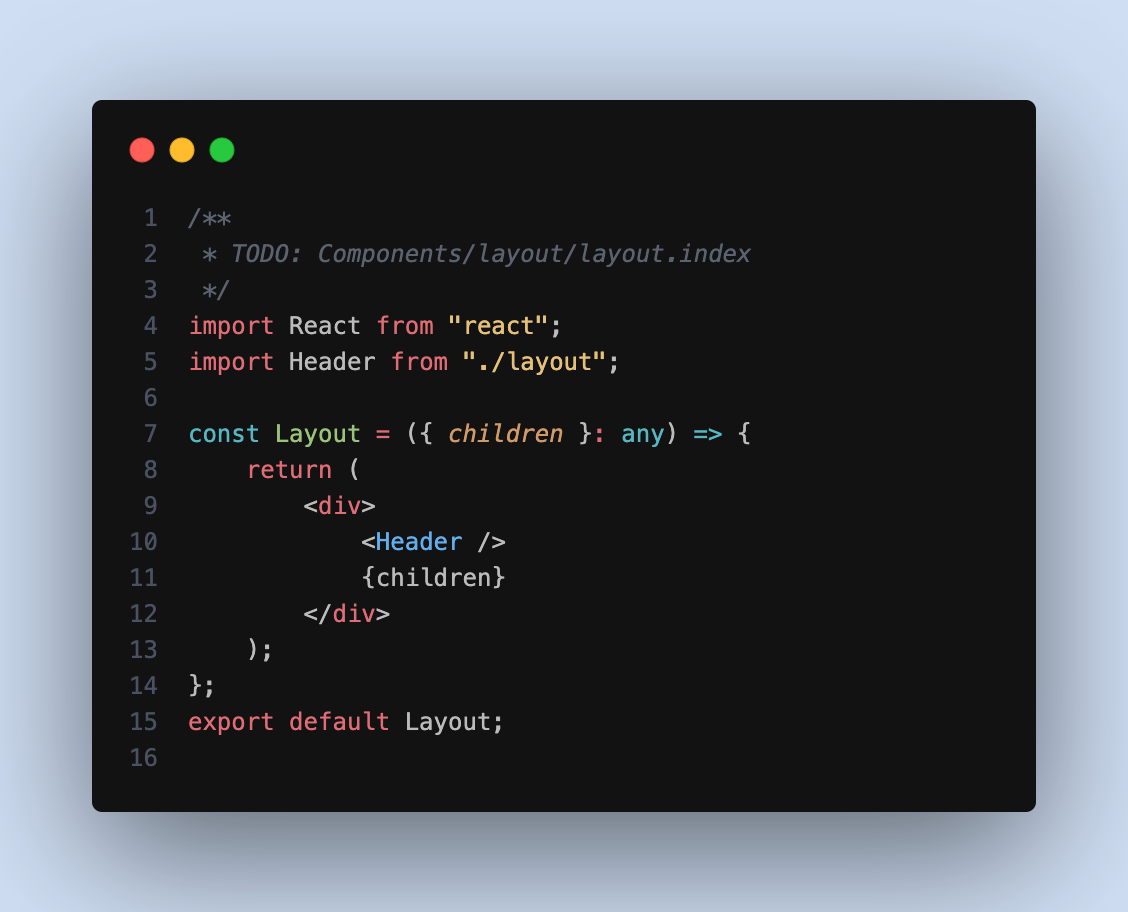 1 /**
2  * TODO: Components/layout/layout.index
3  */
4 import React from "react";
5 import Header from "./layout";
6
7 const Layout = ({ children }: any) => {
8     return (
9         <div>
10             <Header />
11             {children}
12         </div>
13     );
14 };
15 export default Layout;
16